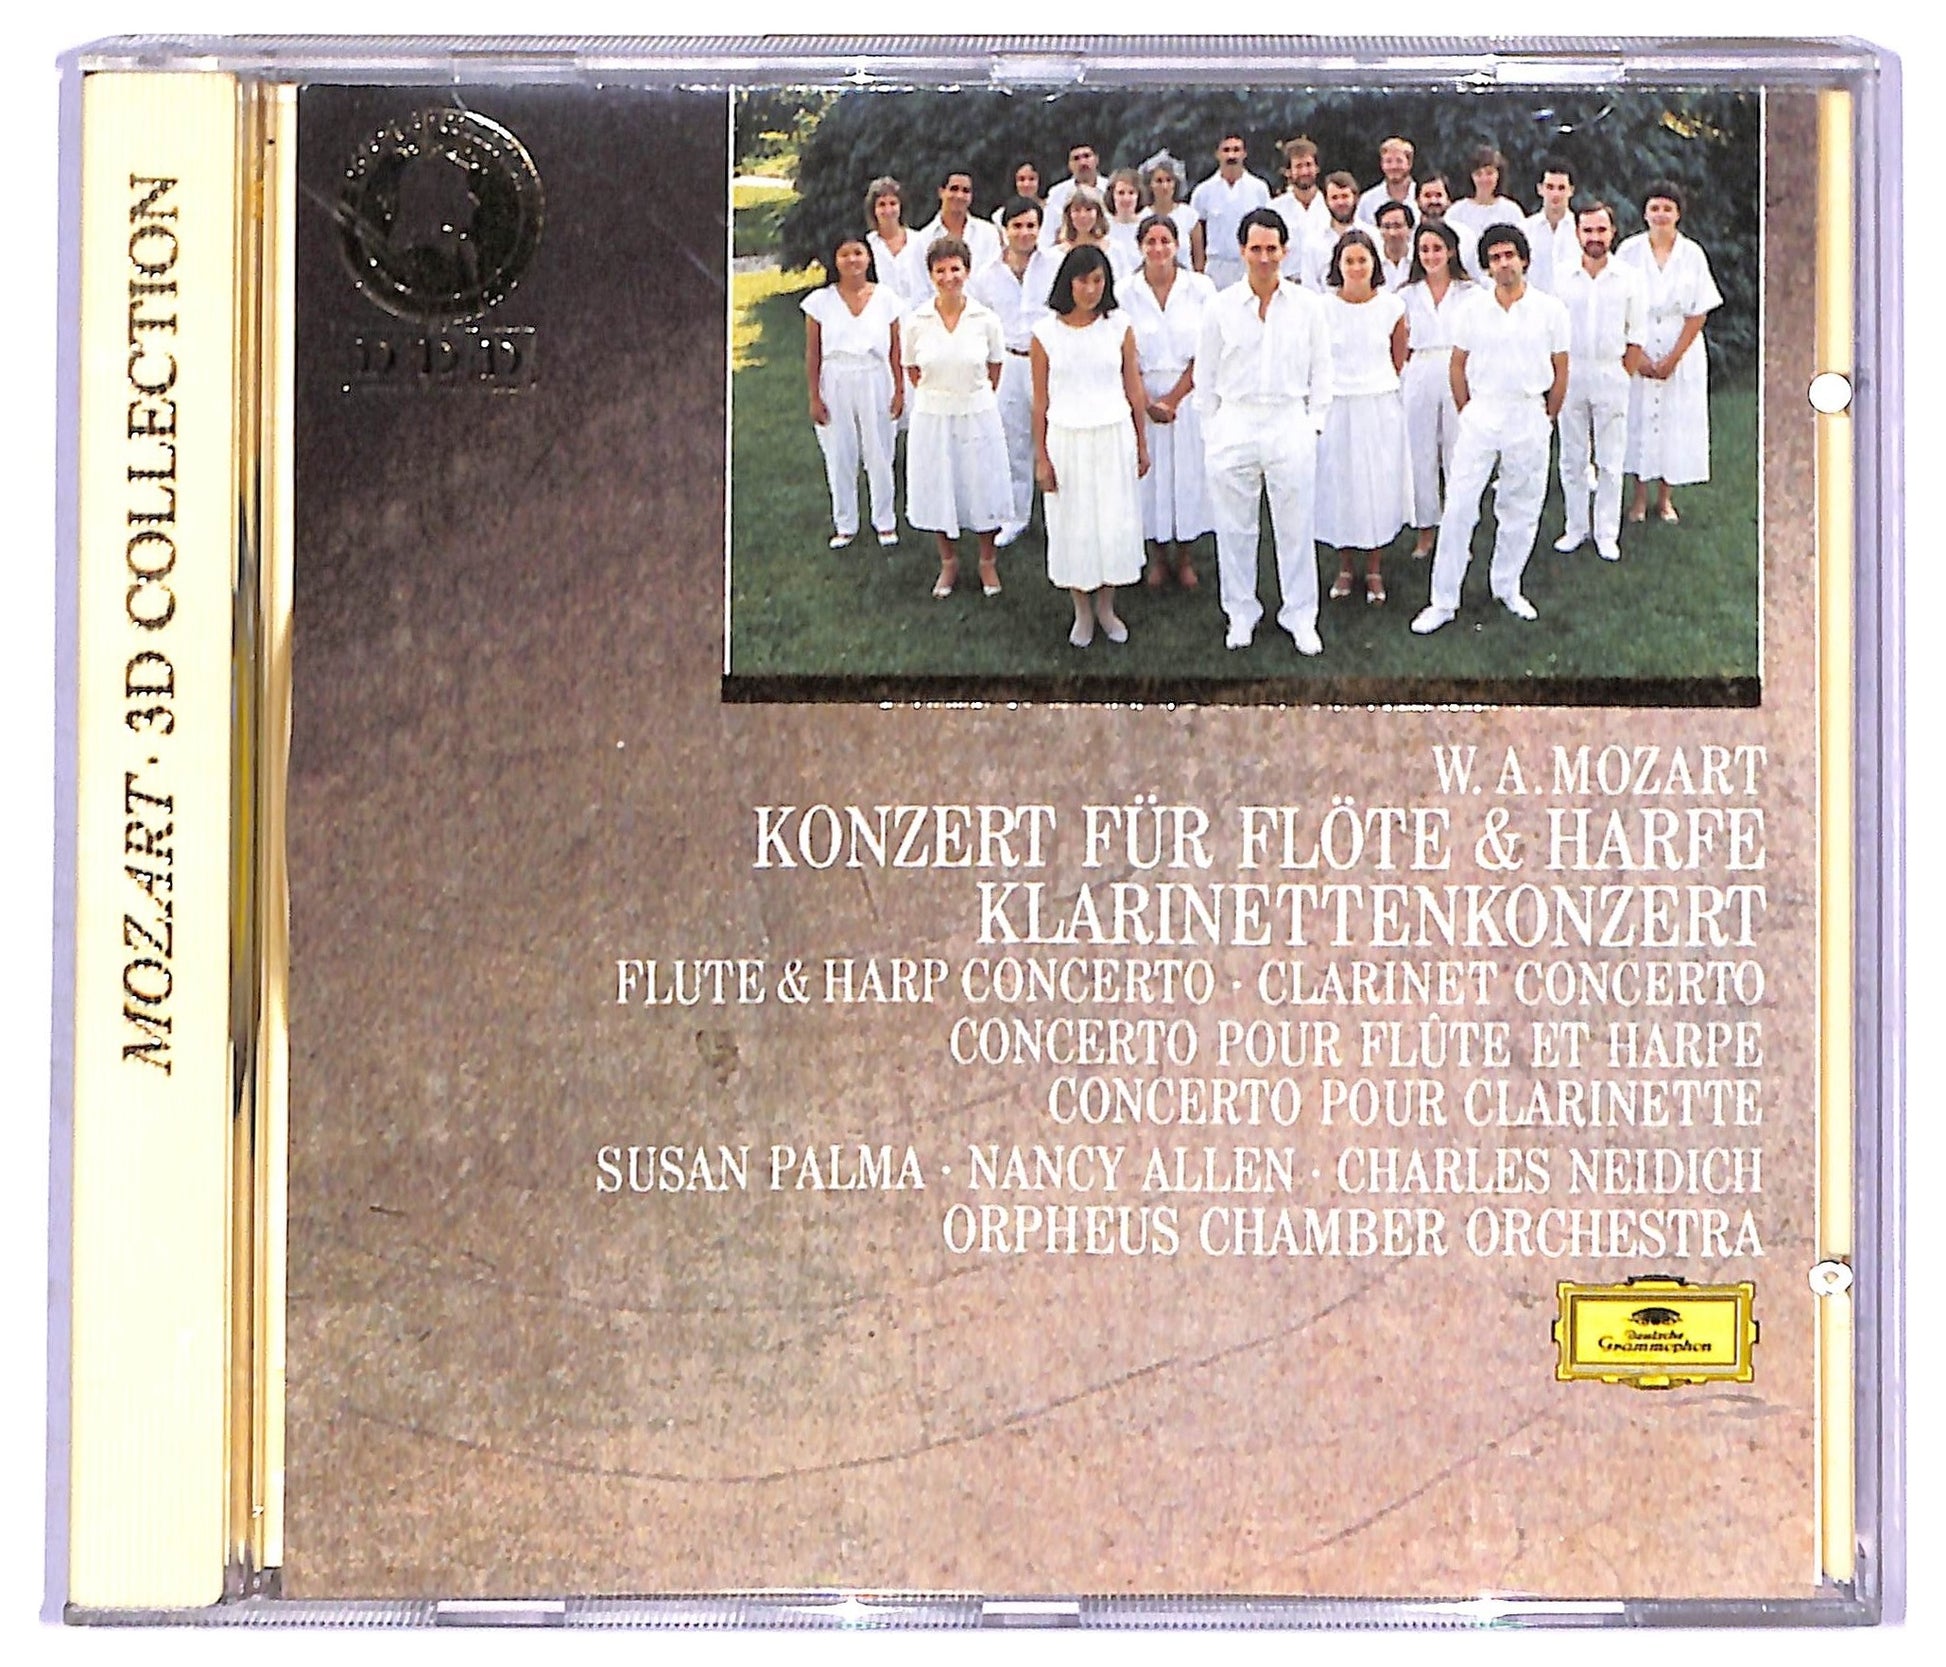 MOZART · 3D COLLECTION
DDD
W. A. MOZART
KONZERT FÜR FLÖTE & HARFE
KLARINETTENKONZERT
FLUTE & HARP CONCERTO · CLARINET CONCERTO
CONCERTO POUR FLÛTE ET HARPE
CONCERTO POUR CLARINETTE
SUSAN PALMA · NANCY ALLEN · CHARLES NEIDICH
ORPHEUS CHAMBER ORCHESTRA
Deutsche
Grammophon